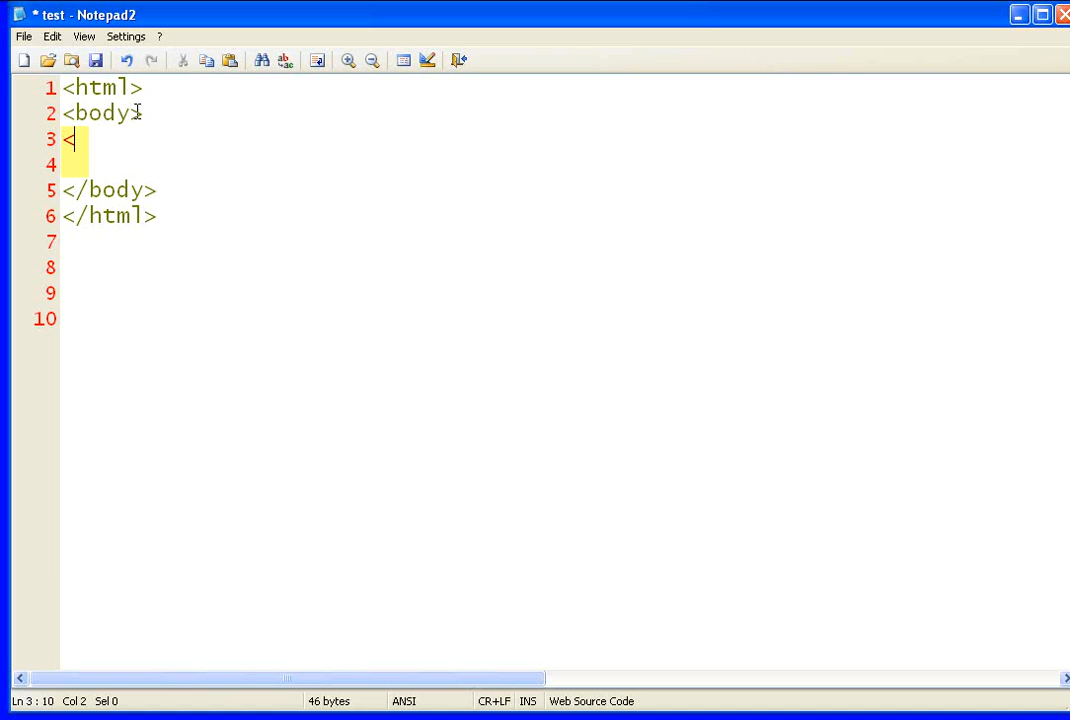 * test - Notepad2
File Edit View Settings ?
1 <html>
2 <body>
3 <
4
5 </body>
6 </html>
7
8
9
10
Ln 3 : 10 Col 2 Sel 0 46 bytes ANSI CR+LF INS Web Source Code